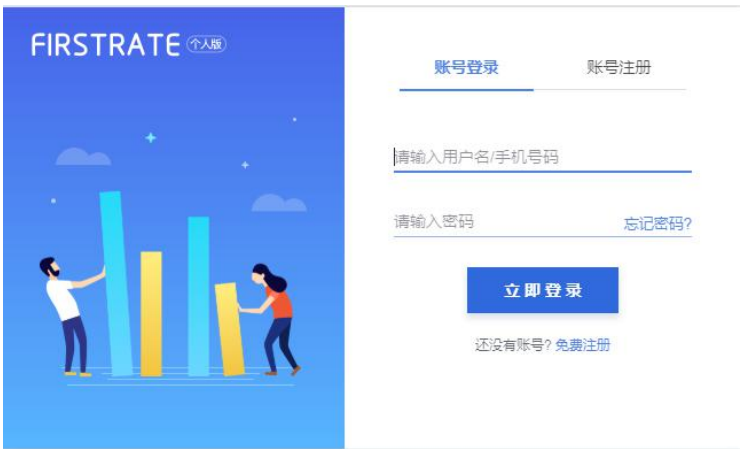 FIRSTRATE 个人版
账号登录 账号注册
请输入用户名/手机号码
请输入密码 忘记密码?
立即登录
还没有账号? 免费注册